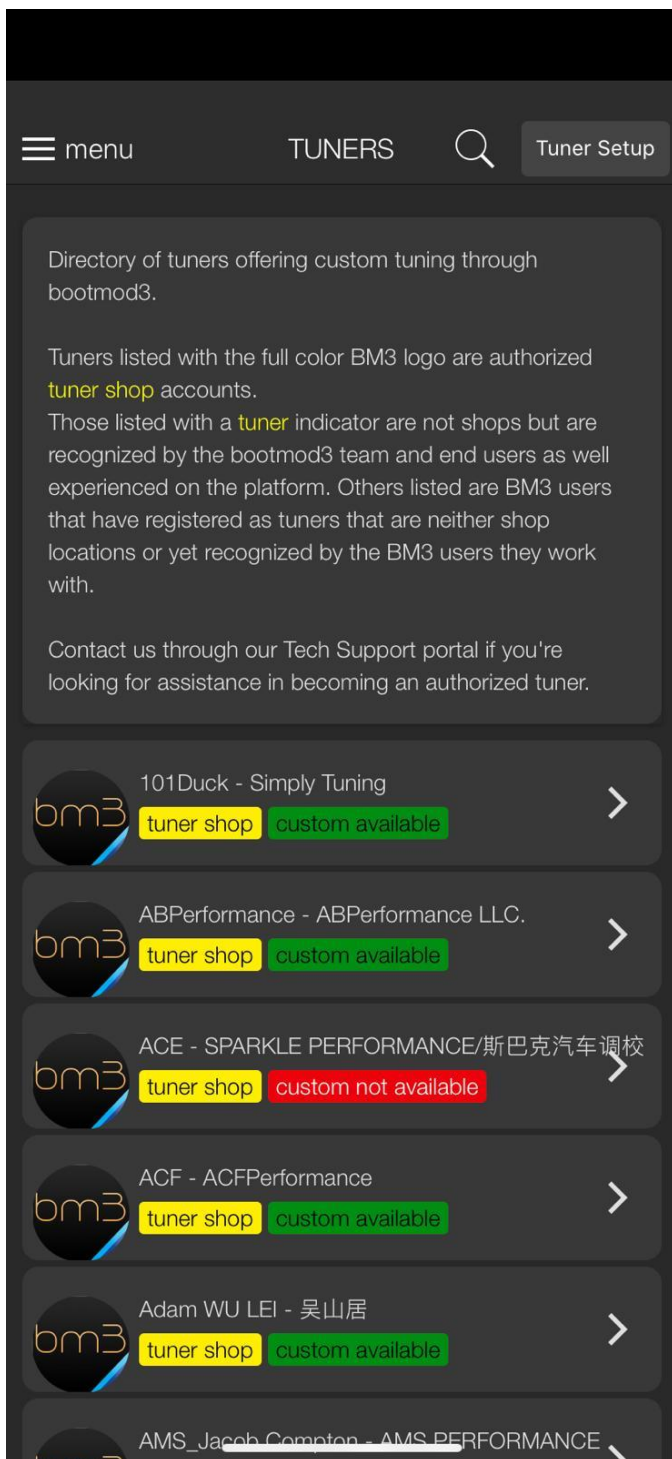 menu
TUNERS
Tuner Setup
Directory of tuners offering custom tuning through
bootmod3.
Tuners listed with the full color BM3 logo are authorized
tuner shop accounts.
Those listed with a tuner indicator are not shops but are
recognized by the bootmod3 team and end users as well
experienced on the platform. Others listed are BM3 users
that have registered as tuners that are neither shop
locations or yet recognized by the BM3 users they work
with.
Contact us through our Tech Support portal if you're
looking for assistance in becoming an authorized tuner.
bm3
101Duck - Simply Tuning
tuner shop custom available
bm3
ABPerformance - ABPerformance LLC.
tuner shop custom available
bm3
ACE - SPARKLE PERFORMANCE/斯巴克汽车调校
tuner shop custom not available
bm3
ACF - ACFPerformance
tuner shop custom available
bm3
Adam WU LEI - 吴山居
tuner shop custom available
AMS_Jacob Compton - AMS PERFORMANCE